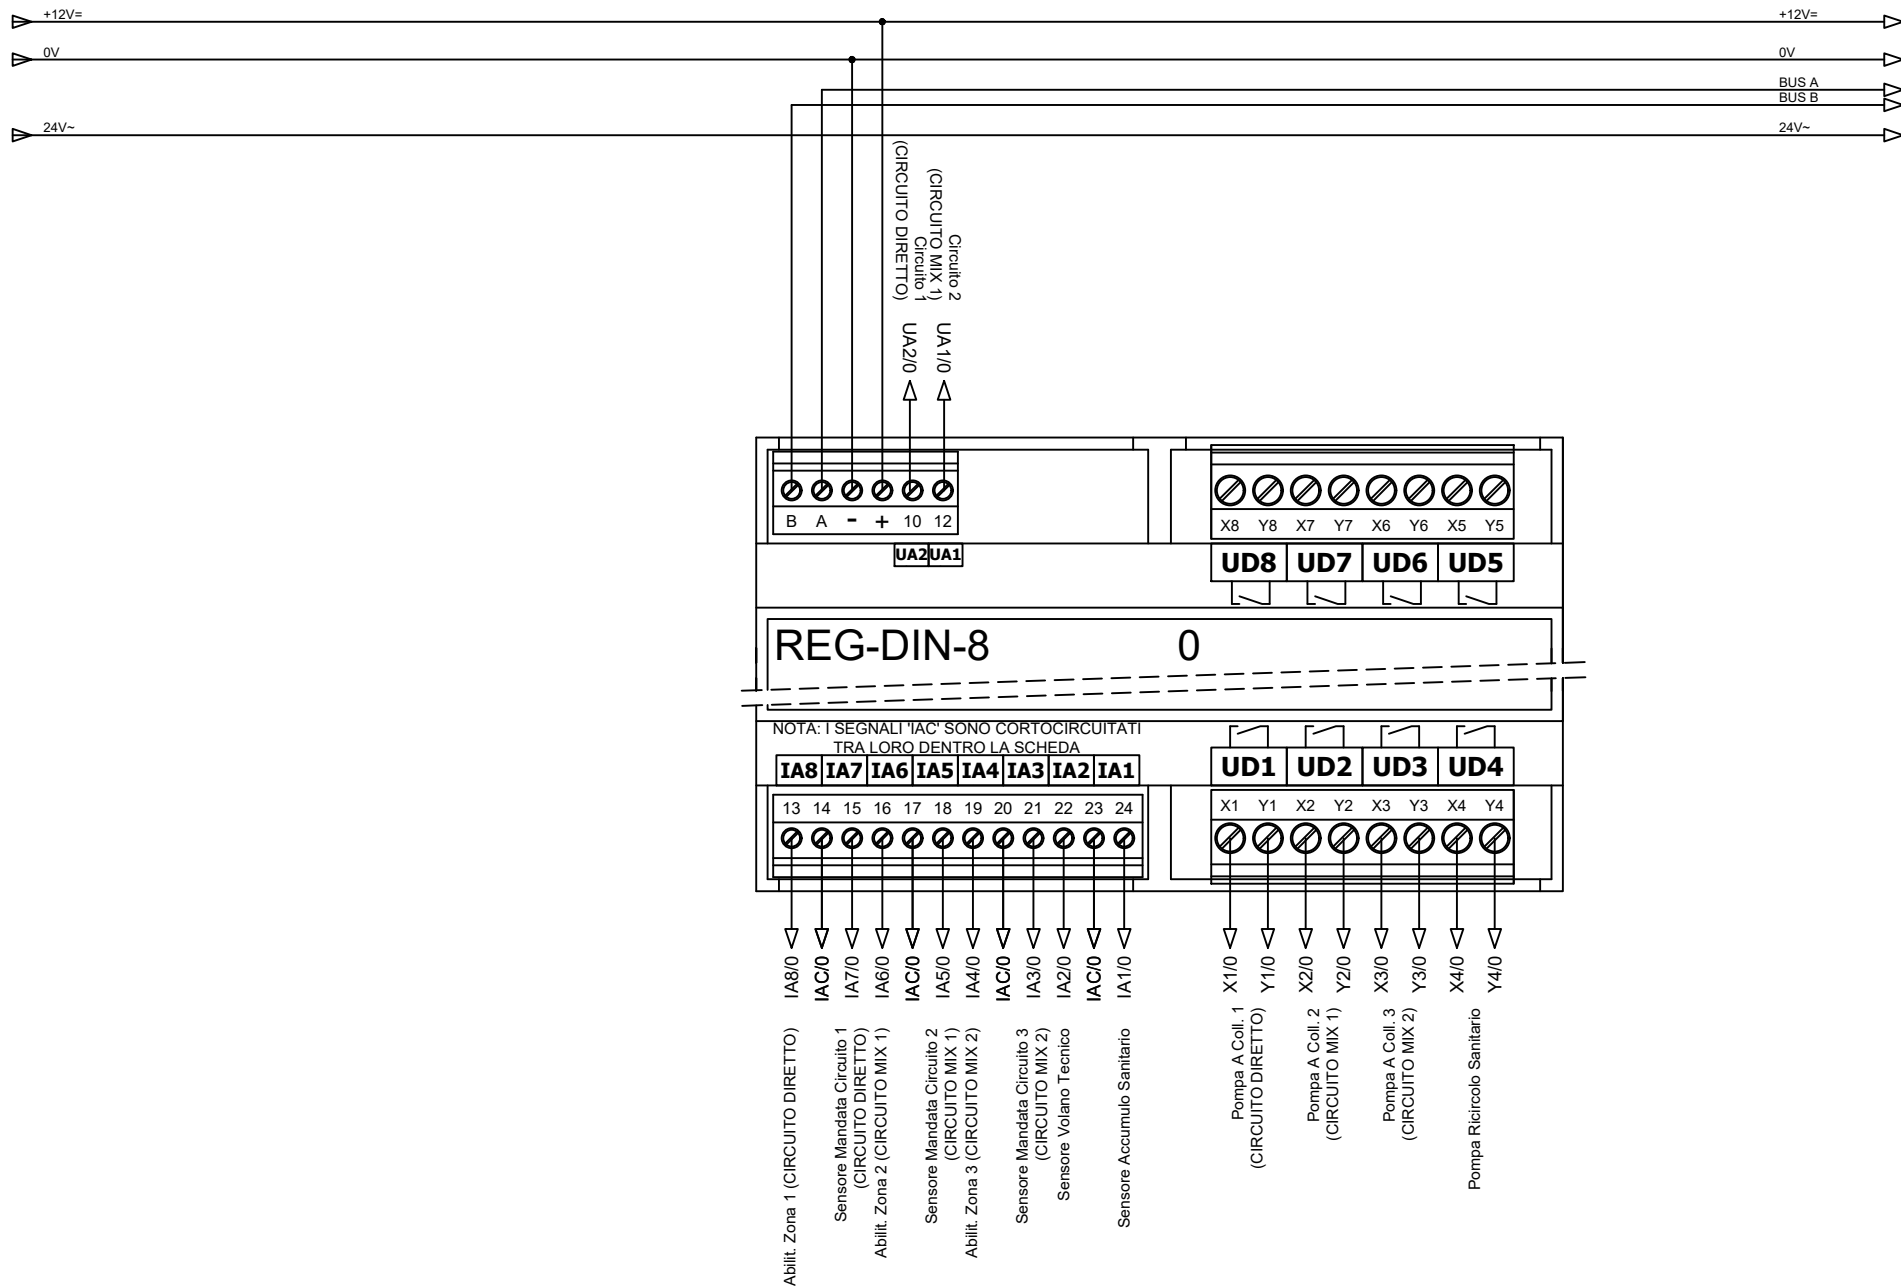 +12V=
+12V=
0V
0V
BUS A
BUS B
24V~
24V~
Circuito 1
(CIRCUITO DIRETTO)
Circuito 2
(CIRCUITO MIX 1)
UA2/0
UA1/0
B A - + 10 12
UA2 UA1
X8 Y8 X7 Y7 X6 Y6 X5 Y5
UD8 UD7 UD6 UD5
REG-DIN-8 0
NOTA: I SEGNALI 'IAC' SONO CORTOCIRCUITATI
TRA LORO DENTRO LA SCHEDA
IA8 IA7 IA6 IA5 IA4 IA3 IA2 IA1
UD1 UD2 UD3 UD4
13 14 15 16 17 18 19 20 21 22 23 24
X1 Y1 X2 Y2 X3 Y3 X4 Y4
IA8/0
IAC/0
IA7/0
IA6/0
IAC/0
IA5/0
IA4/0
IAC/0
IA3/0
IA2/0
IAC/0
IA1/0
X1/0
Y1/0
X2/0
Y2/0
X3/0
Y3/0
X4/0
Y4/0
Abilit. Zona 1 (CIRCUITO DIRETTO)
Sensore Mandata Circuito 1
(CIRCUITO DIRETTO)
Abilit. Zona 2 (CIRCUITO MIX 1)
Sensore Mandata Circuito 2
(CIRCUITO MIX 1)
Abilit. Zona 3 (CIRCUITO MIX 2)
Sensore Mandata Circuito 3
(CIRCUITO MIX 2)
Sensore Volano Tecnico
Sensore Accumulo Sanitario
Pompa A Coll. 1
(CIRCUITO DIRETTO)
Pompa A Coll. 2
(CIRCUITO MIX 1)
Pompa A Coll. 3
(CIRCUITO MIX 2)
Pompa Ricircolo Sanitario